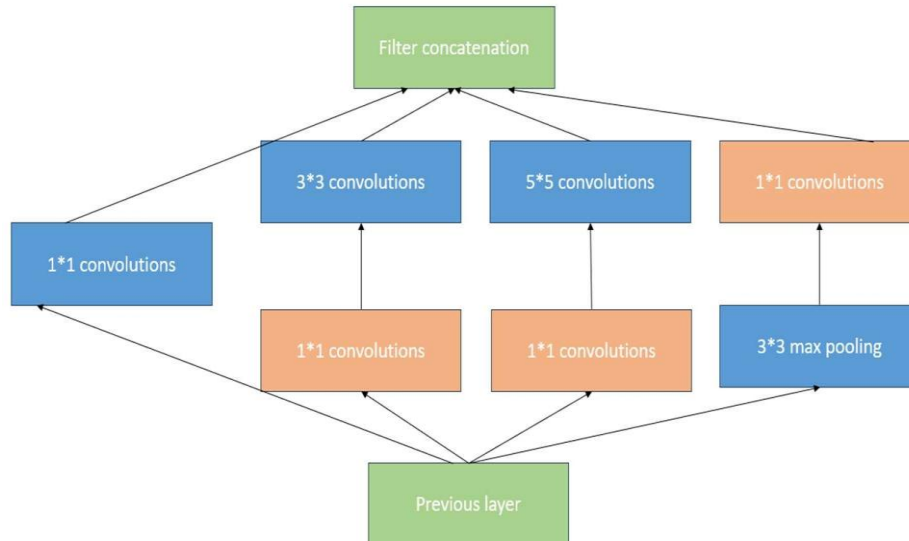 Filter concatenation
3*3 convolutions
5*5 convolutions
1*1 convolutions
1*1 convolutions
1*1 convolutions
1*1 convolutions
3*3 max pooling
Previous layer